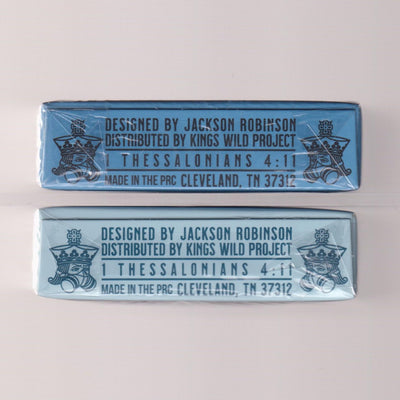 DESIGNED BY JACKSON ROBINSON
DISTRIBUTED BY KINGS WILD PROJECT
1 THESSALONIANS 4:11
MADE IN THE PRC CLEVELAND, TN 37312
DESIGNED BY JACKSON ROBINSON
DISTRIBUTED BY KINGS WILD PROJECT
1 THESSALONIANS 4:11
MADE IN THE PRC CLEVELAND, TN 37312